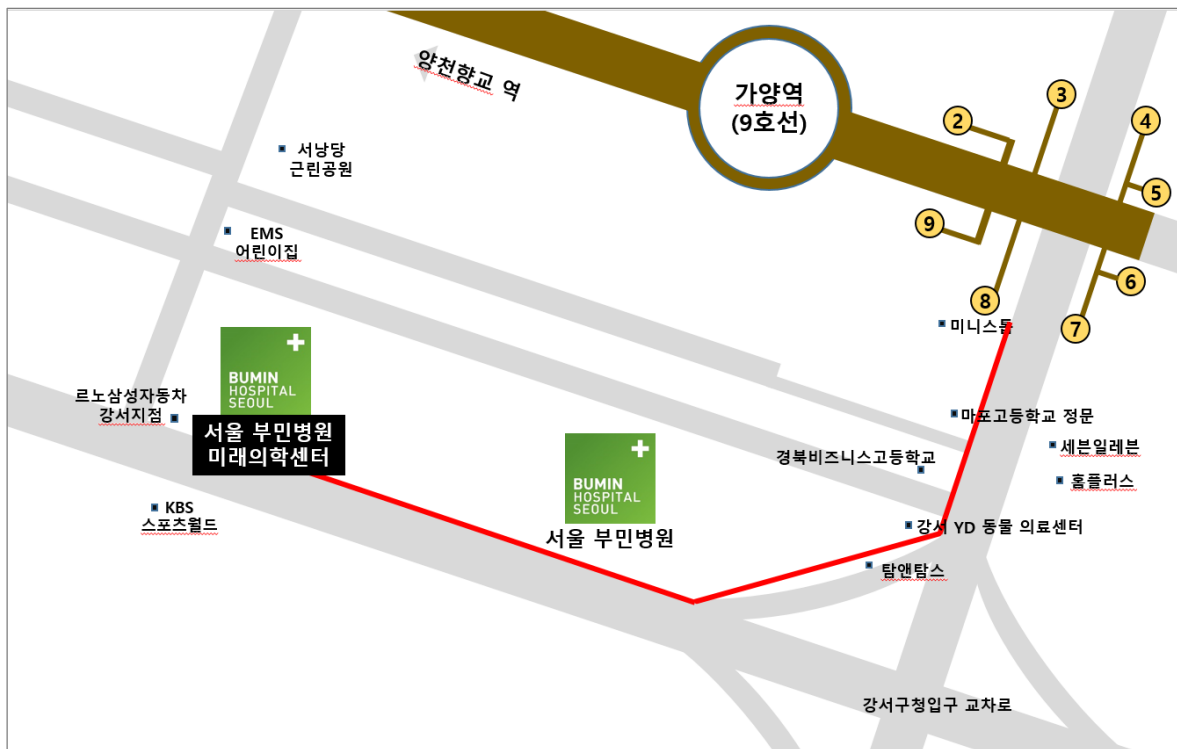 양천향교 역
가양역
(9호선)
2
3
4
5
9
6
8
7
서낭당
근린공원
EMS
어린이집
미니스톱
BUMIN
HOSPITAL
SEOUL
르노삼성자동차
강서지점
서울 부민병원
미래의학센터
마포고등학교 정문
세븐일레븐
경북비즈니스고등학교
홈플러스
BUMIN
HOSPITAL
SEOUL
서울 부민병원
KBS
스포츠월드
강서 YD 동물 의료센터
탐앤탐스
강서구청입구 교차로